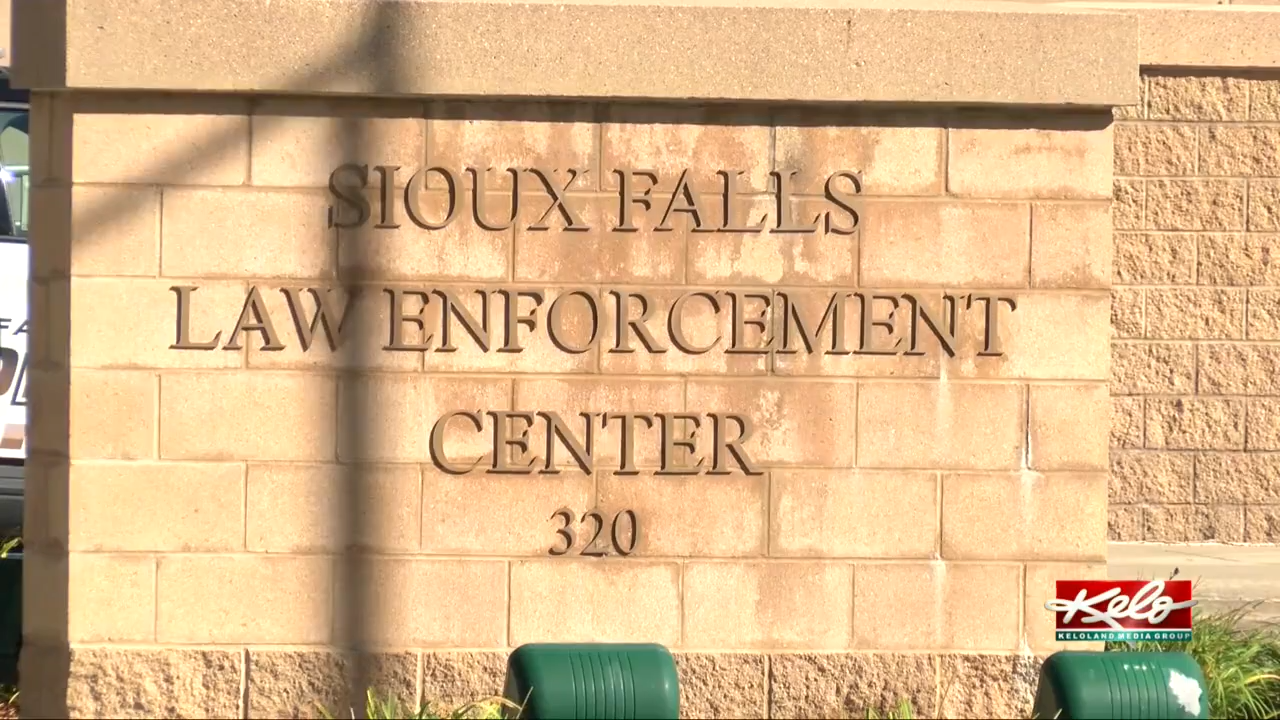 SIOUX FALLS
LAW ENFORCEMENT
CENTER
320
Kelo
KELOLAND MEDIA GROUP